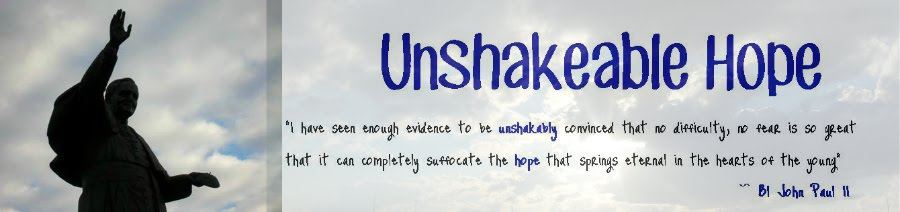 Unshakeable Hope
"I have seen enough evidence to be unshakably convinced that no difficulty, no fear is so great
that it can completely suffocate the hope that springs eternal in the hearts of the young"
~ Bl John Paul II